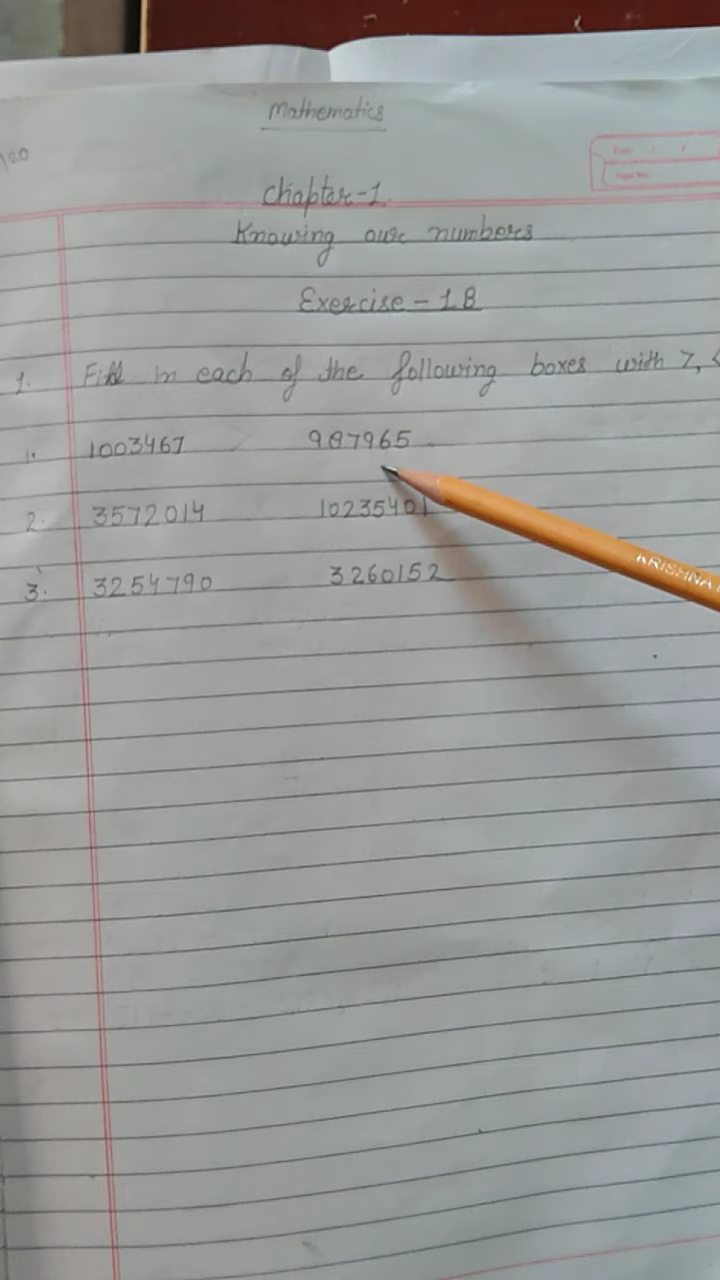 Mathematics
Chapter-1
Knowing our numbers
Exercise - 1B
1. Fill in each of the following boxes with >, <
1. 1003467 987965
2. 3572014 10235401
3. 3254790 3260152
KRISHNA